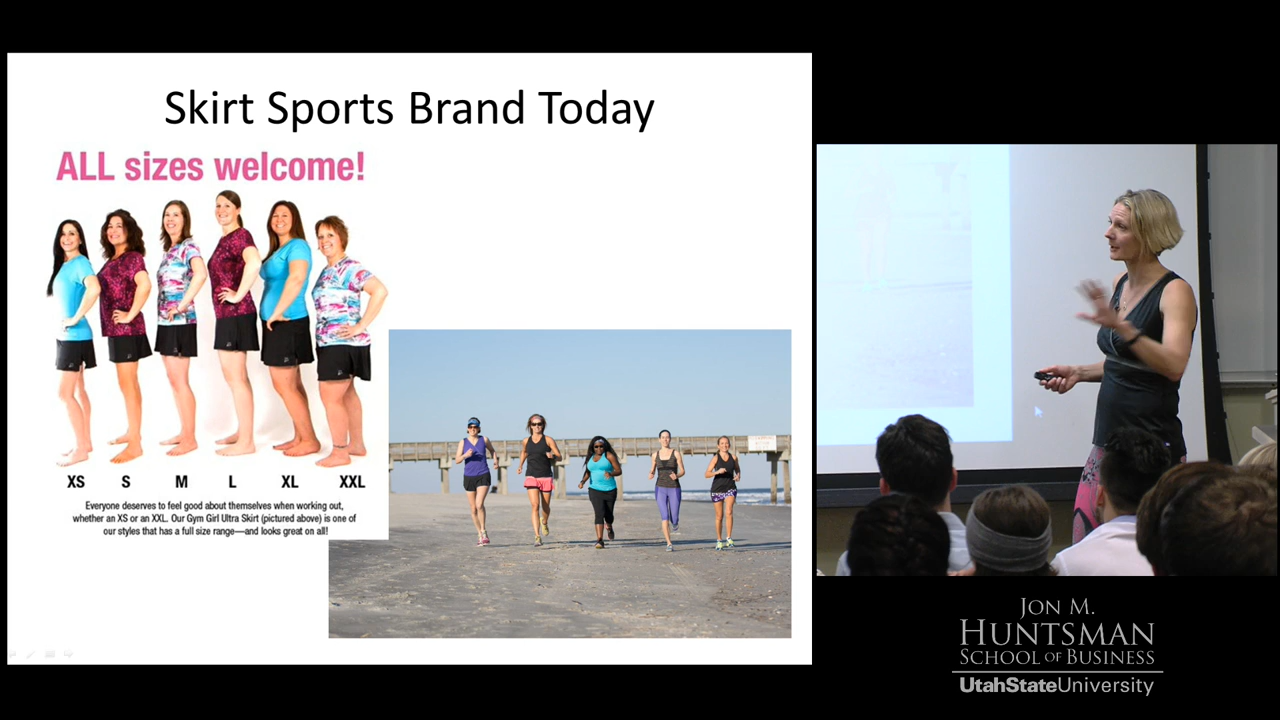 Skirt Sports Brand Today
ALL sizes welcome!
XS S M L XL XXL
Everyone deserves to feel good about themselves when working out,
whether an XS or an XXL. Our Gym Girl Ultra Skirt (pictured above) is one of
our styles that has a full size range—and looks great on all!
JON M.
HUNTSMAN
SCHOOL OF BUSINESS
UtahStateUniversity